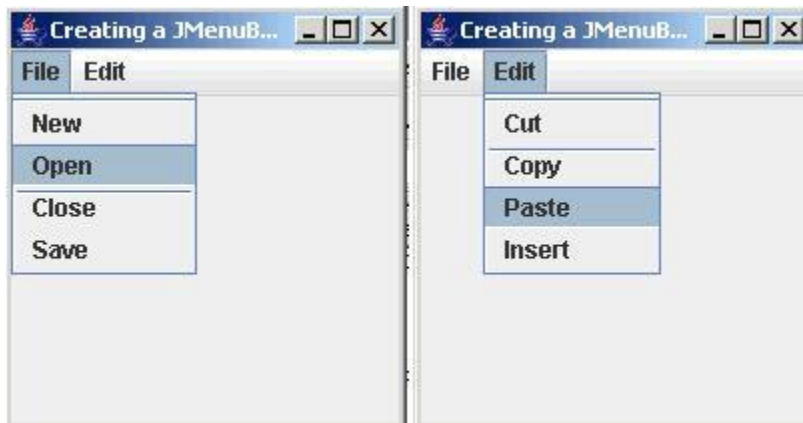 Creating a JMenuB...
File Edit
New
Open
Close
Save
Creating a JMenuB...
File Edit
Cut
Copy
Paste
Insert